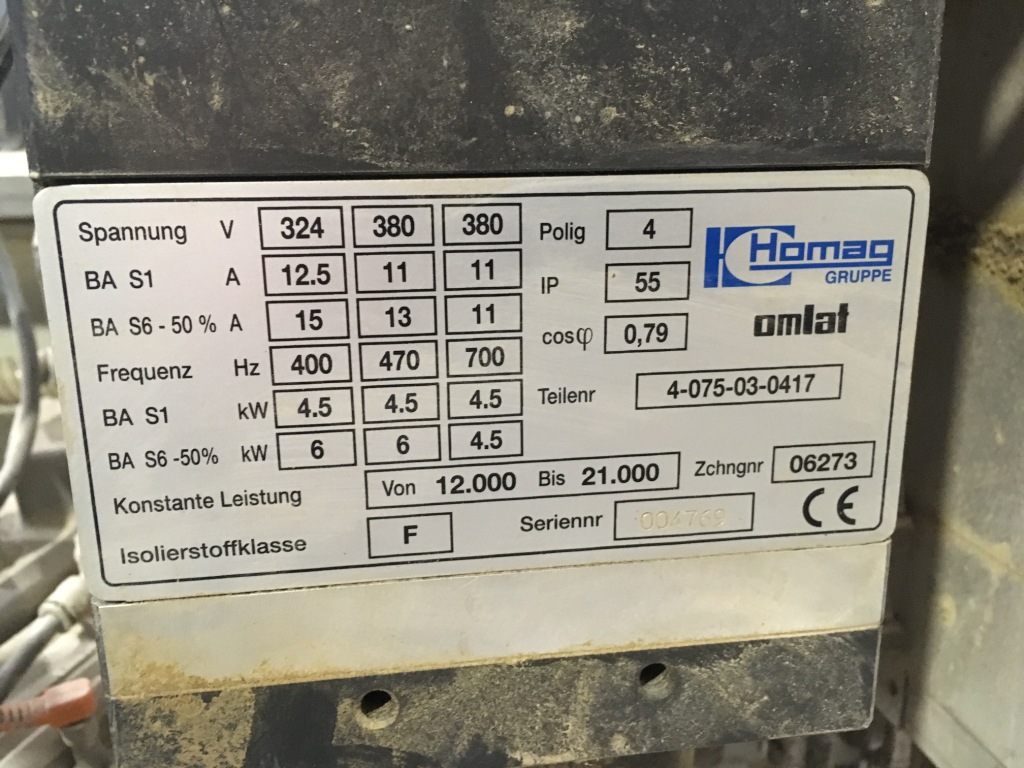 Spannung V 324 380 380 Polig 4
Homag
GRUPPE
BA S1 A 12.5 11 11 IP 55
omlat
BA S6 - 50 % A 15 13 11 cosφ 0,79
Frequenz Hz 400 470 700
BA S1 kW 4.5 4.5 4.5 Teilenr 4-075-03-0417
BA S6 -50% kW 6 6 4.5
Konstante Leistung Von 12.000 Bis 21.000 Zchngnr 06273
Isolierstoffklasse F Seriennr 004769 CE